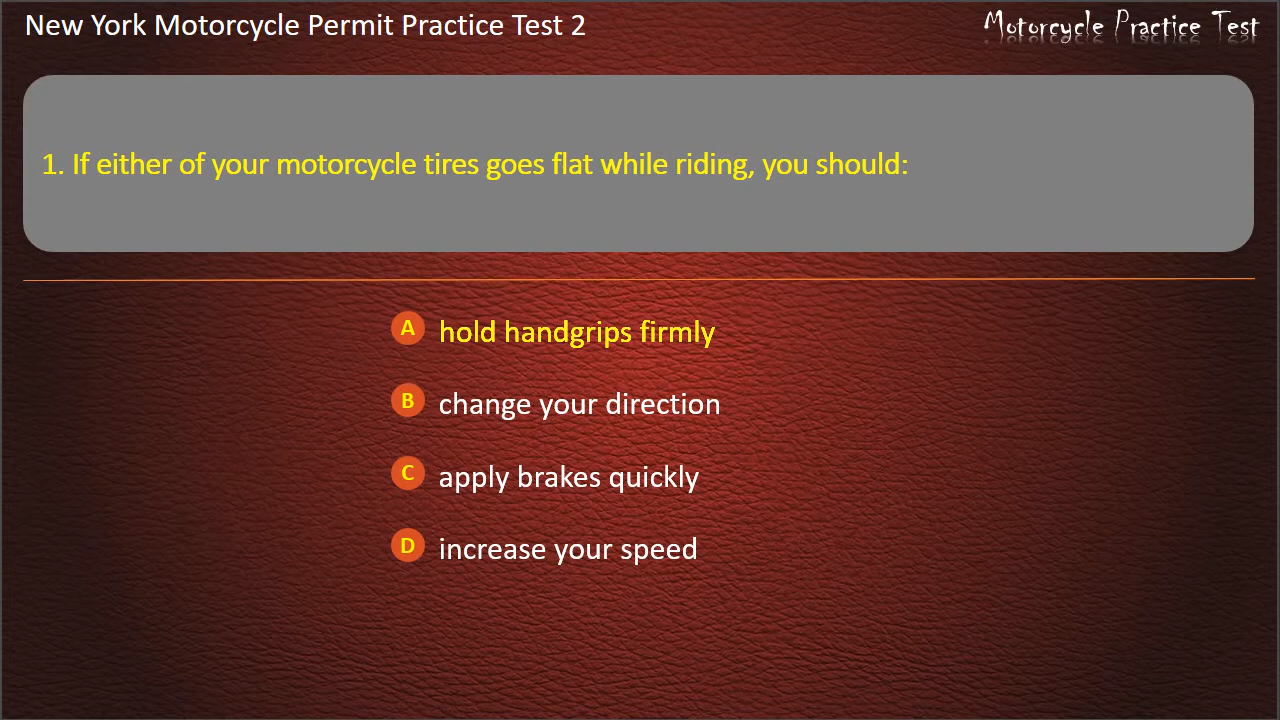 New York Motorcycle Permit Practice Test 2
Motorcycle Practice Test
1. If either of your motorcycle tires goes flat while riding, you should:
A hold handgrips firmly
B change your direction
C apply brakes quickly
D increase your speed